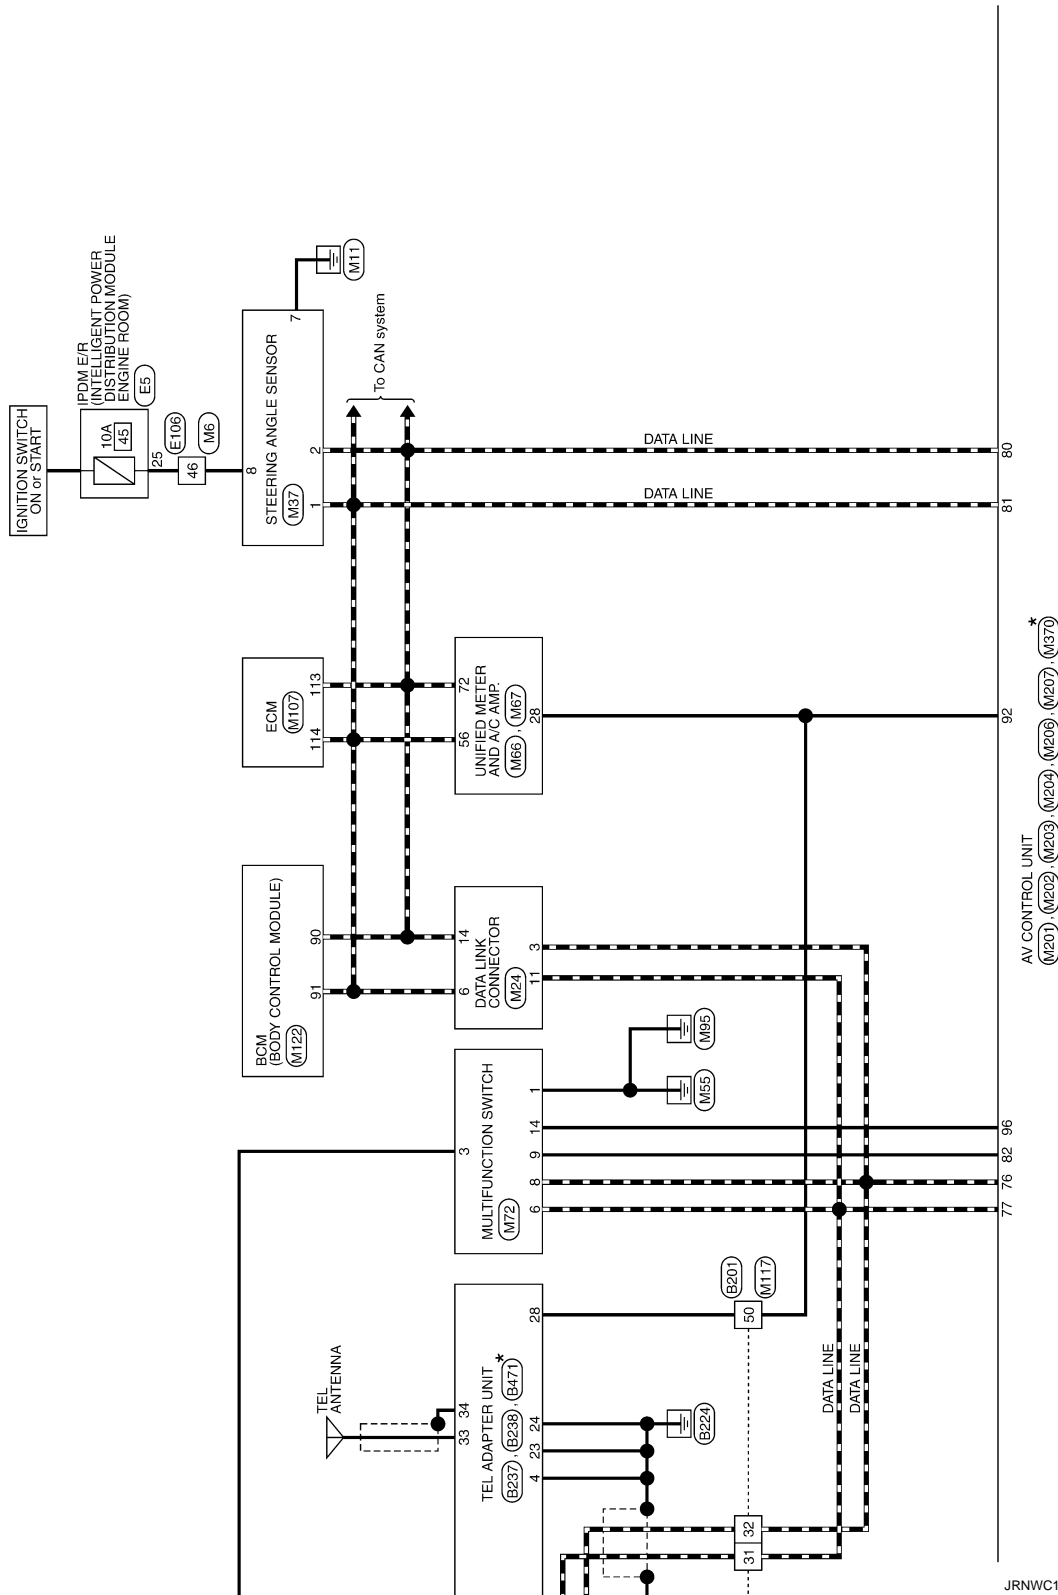 IGNITION SWITCH
ON or START
IPDM E/R
(INTELLIGENT POWER
DISTRIBUTION MODULE
ENGINE ROOM)
E5
10A
45
25
E106
46
M6
8
STEERING ANGLE SENSOR
M37
7
M11
1
2
To CAN system
DATA LINE
DATA LINE
80
81
ECM
M107
114
113
56
72
UNIFIED METER
AND A/C AMP.
M66 , M67
28
92
BCM
(BODY CONTROL MODULE)
M122
91
90
6
14
DATA LINK
CONNECTOR
M24
11
3
3
MULTIFUNCTION SWITCH
M72
6
8
9
14
1
M55
M95
77
76
82
96
AV CONTROL UNIT
M201 , M202 , M203 , M204 , M206 , M207 , M370 *
TEL
ANTENNA
33
34
TEL ADAPTER UNIT
B237 , B238 , B471 *
4
23
24
28
B224
B201
50
M117
DATA LINE
DATA LINE
31
32
JRNWC1